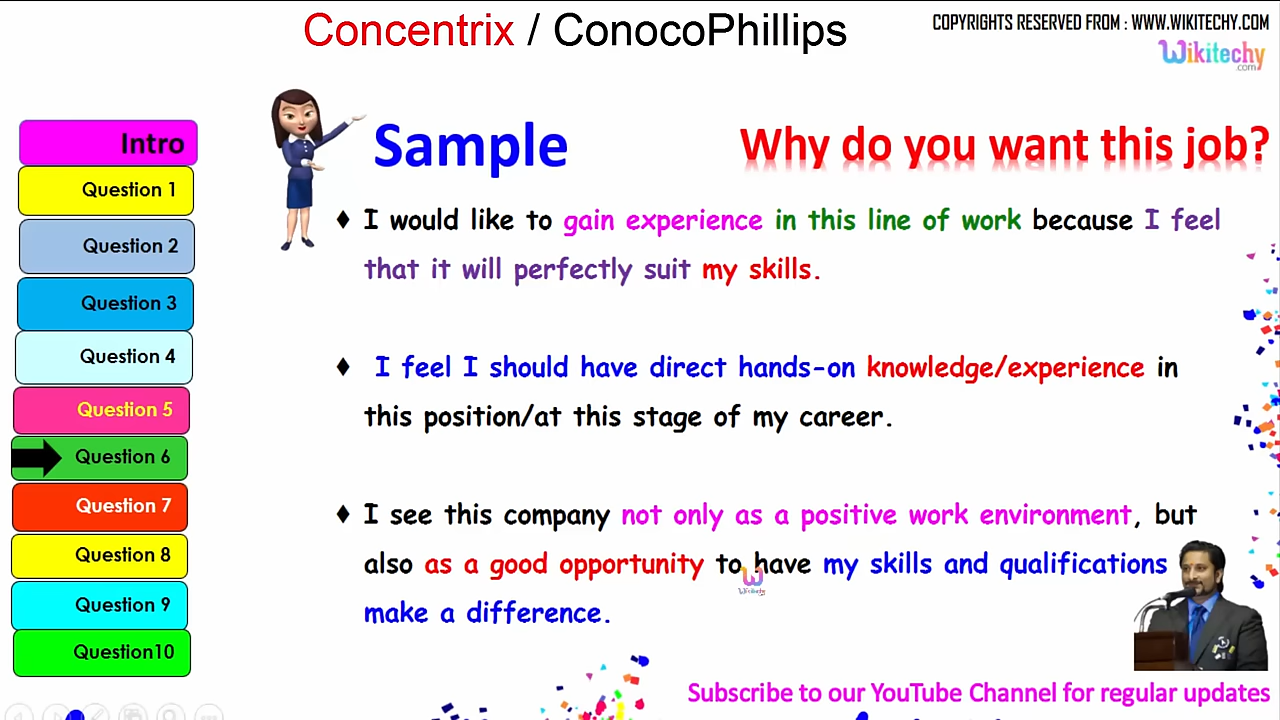 Concentrix / ConocoPhillips
COPYRIGHTS RESERVED FROM : WWW.WIKITECHY.COM
Wikitechy
.com
Intro
Question 1
Question 2
Question 3
Question 4
Question 5
Question 6
Question 7
Question 8
Question 9
Question10
Sample
Why do you want this job?
♦ I would like to gain experience in this line of work because I feel
that it will perfectly suit my skills.
♦ I feel I should have direct hands-on knowledge/experience in
this position/at this stage of my career.
♦ I see this company not only as a positive work environment, but
also as a good opportunity to have my skills and qualifications
make a difference.
Wikitechy
Subscribe to our YouTube Channel for regular updates